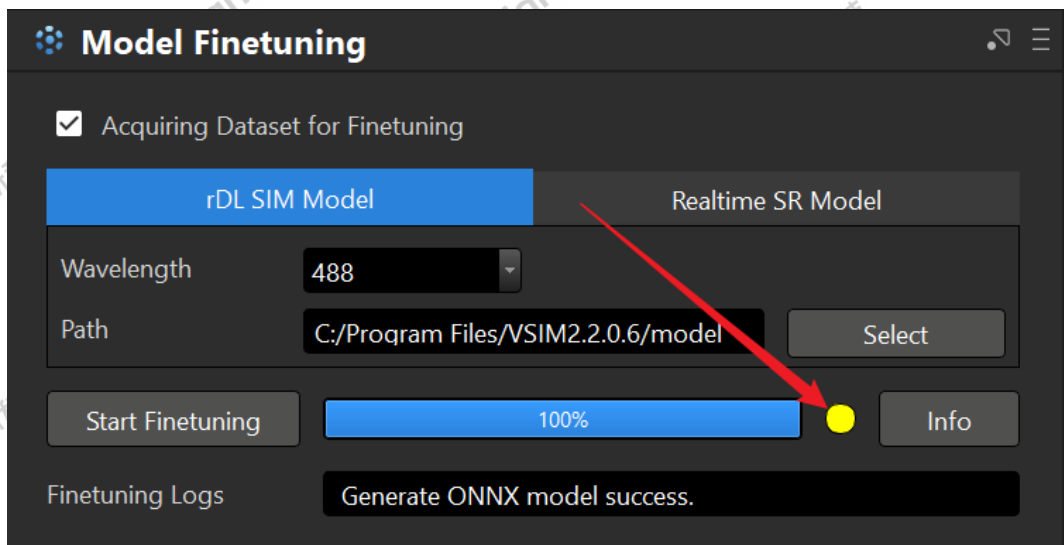 Model Finetuning
Acquiring Dataset for Finetuning
rDL SIM Model Realtime SR Model
Wavelength 488
Path C:/Program Files/VSIM2.2.0.6/model Select
Start Finetuning 100% Info
Finetuning Logs Generate ONNX model success.